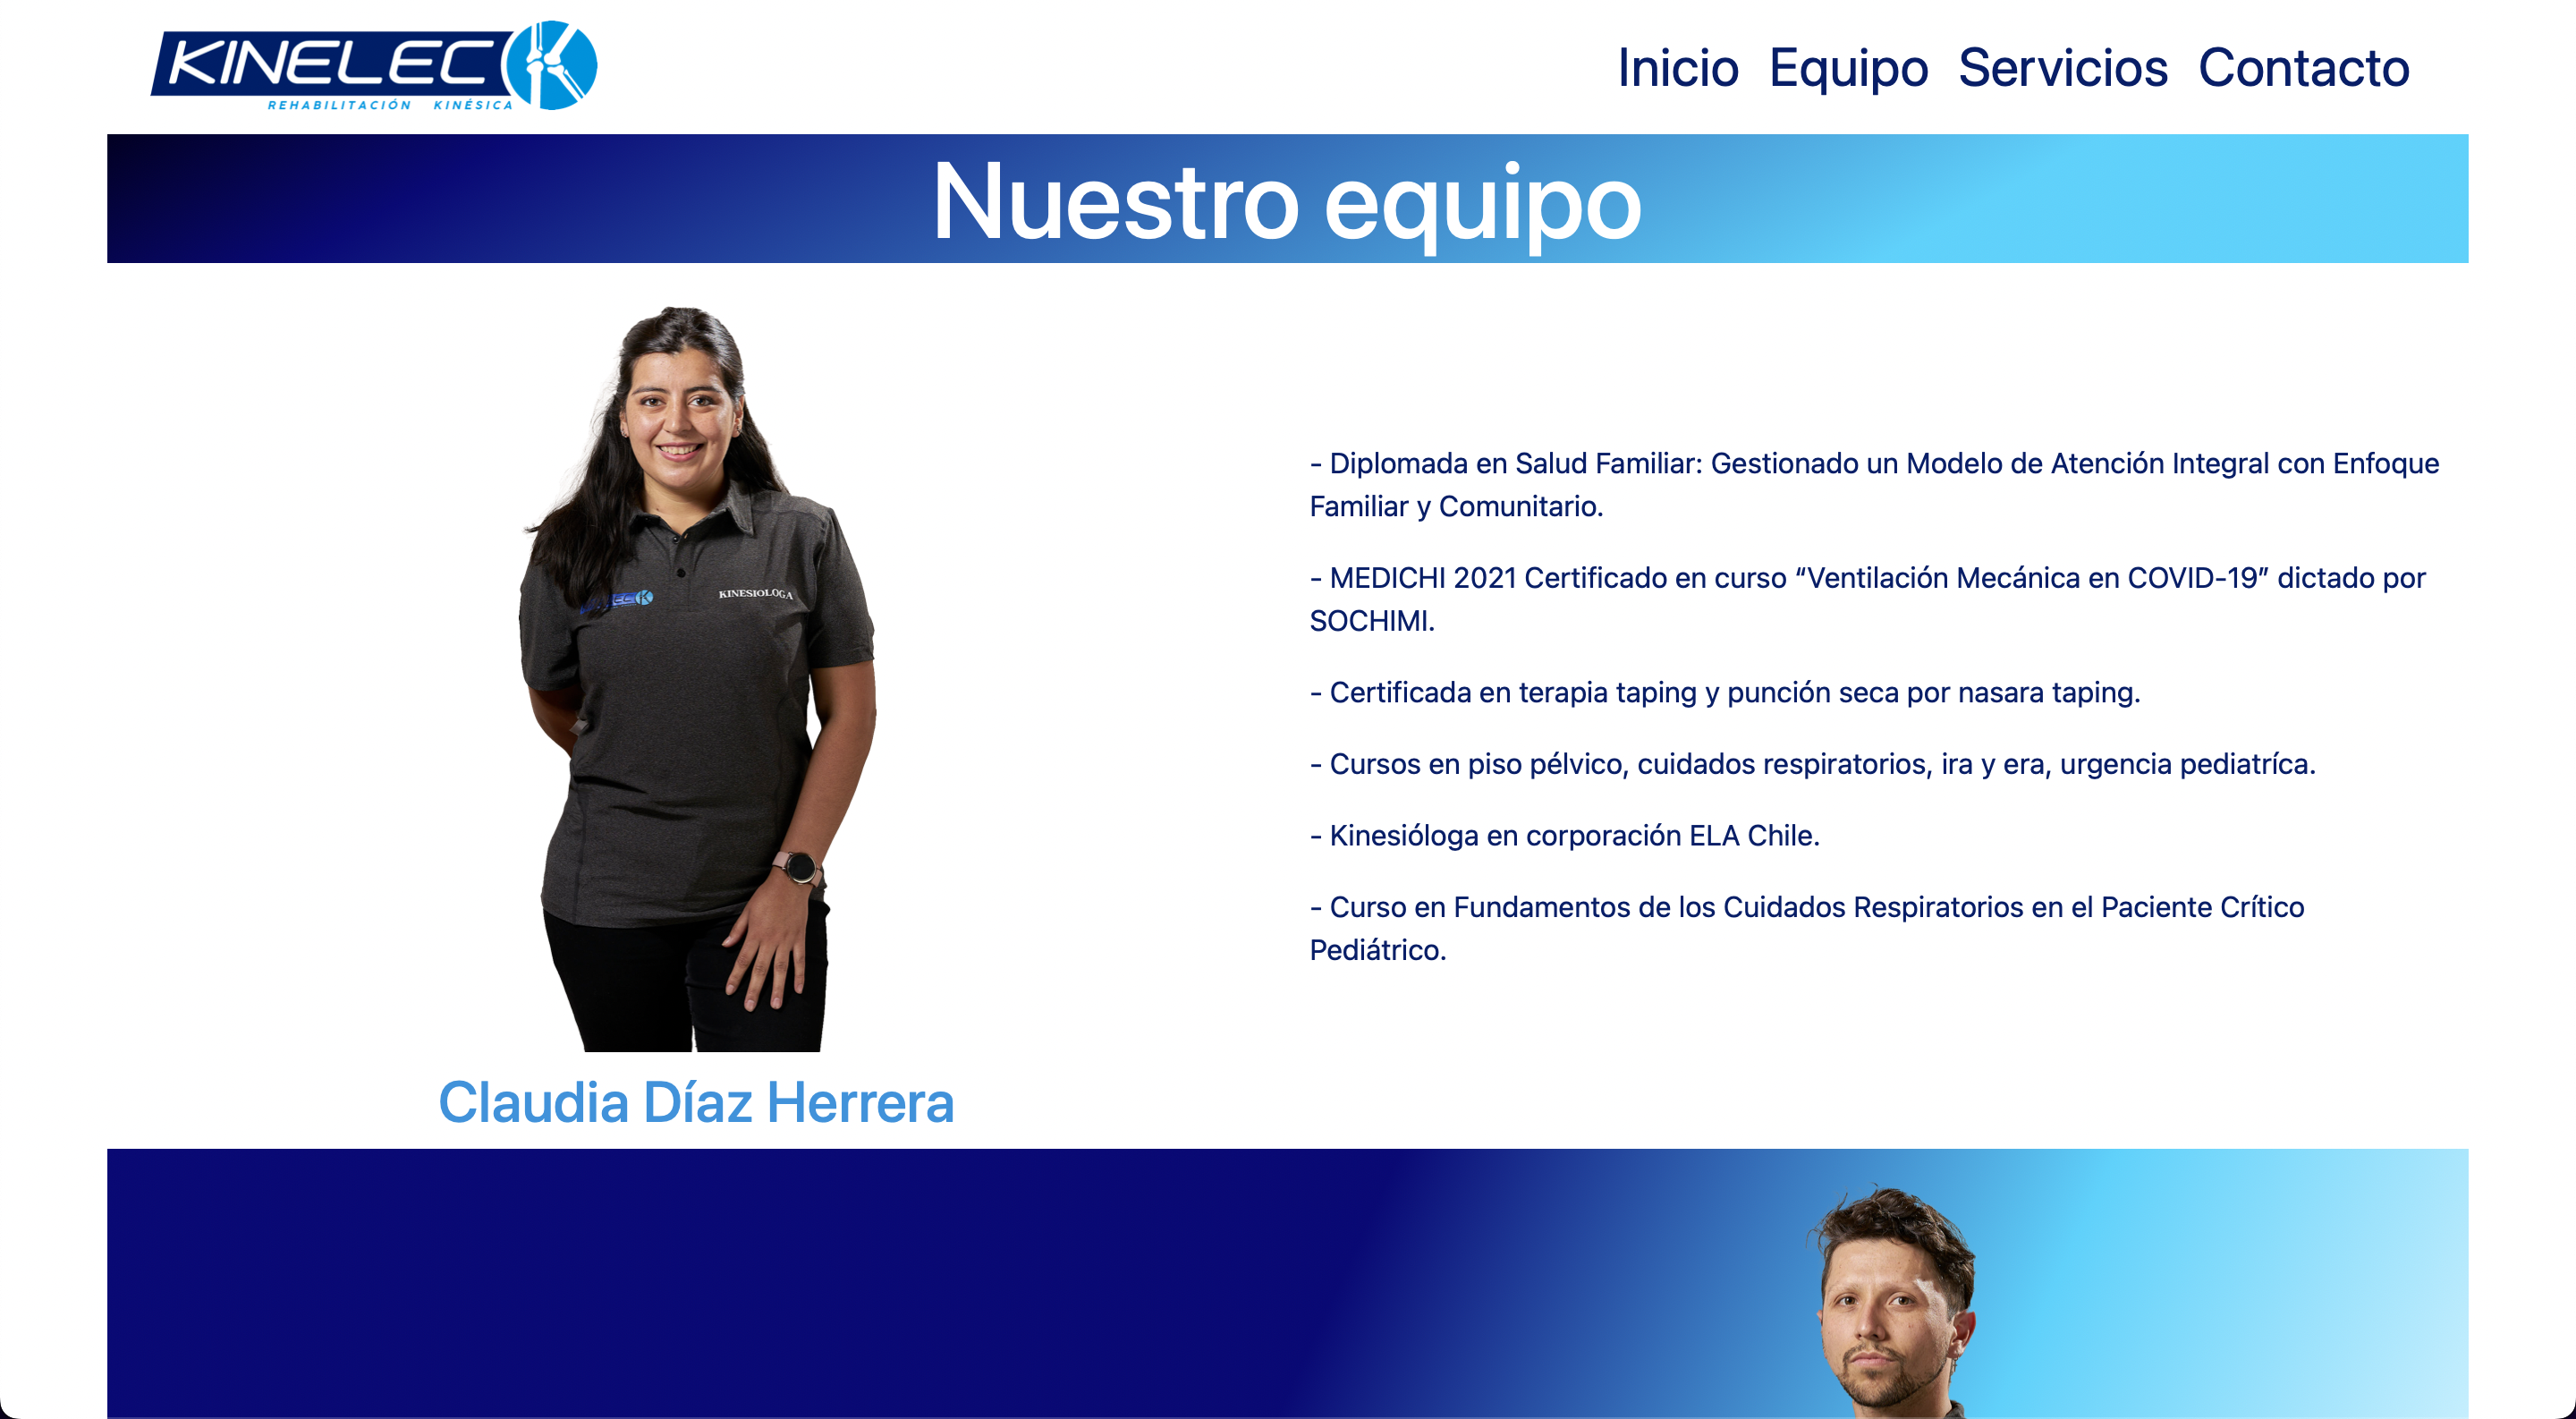 KINELEC
REHABILITACIÓN KINÉSICA
Inicio Equipo Servicios Contacto
Nuestro equipo
KINESIOLOGA
- Diplomada en Salud Familiar: Gestionado un Modelo de Atención Integral con Enfoque
Familiar y Comunitario.
- MEDICHI 2021 Certificado en curso “Ventilación Mecánica en COVID-19” dictado por
SOCHIMI.
- Certificada en terapia taping y punción seca por nasara taping.
- Cursos en piso pélvico, cuidados respiratorios, ira y era, urgencia pediatríca.
- Kinesióloga en corporación ELA Chile.
- Curso en Fundamentos de los Cuidados Respiratorios en el Paciente Crítico
Pediátrico.
Claudia Díaz Herrera